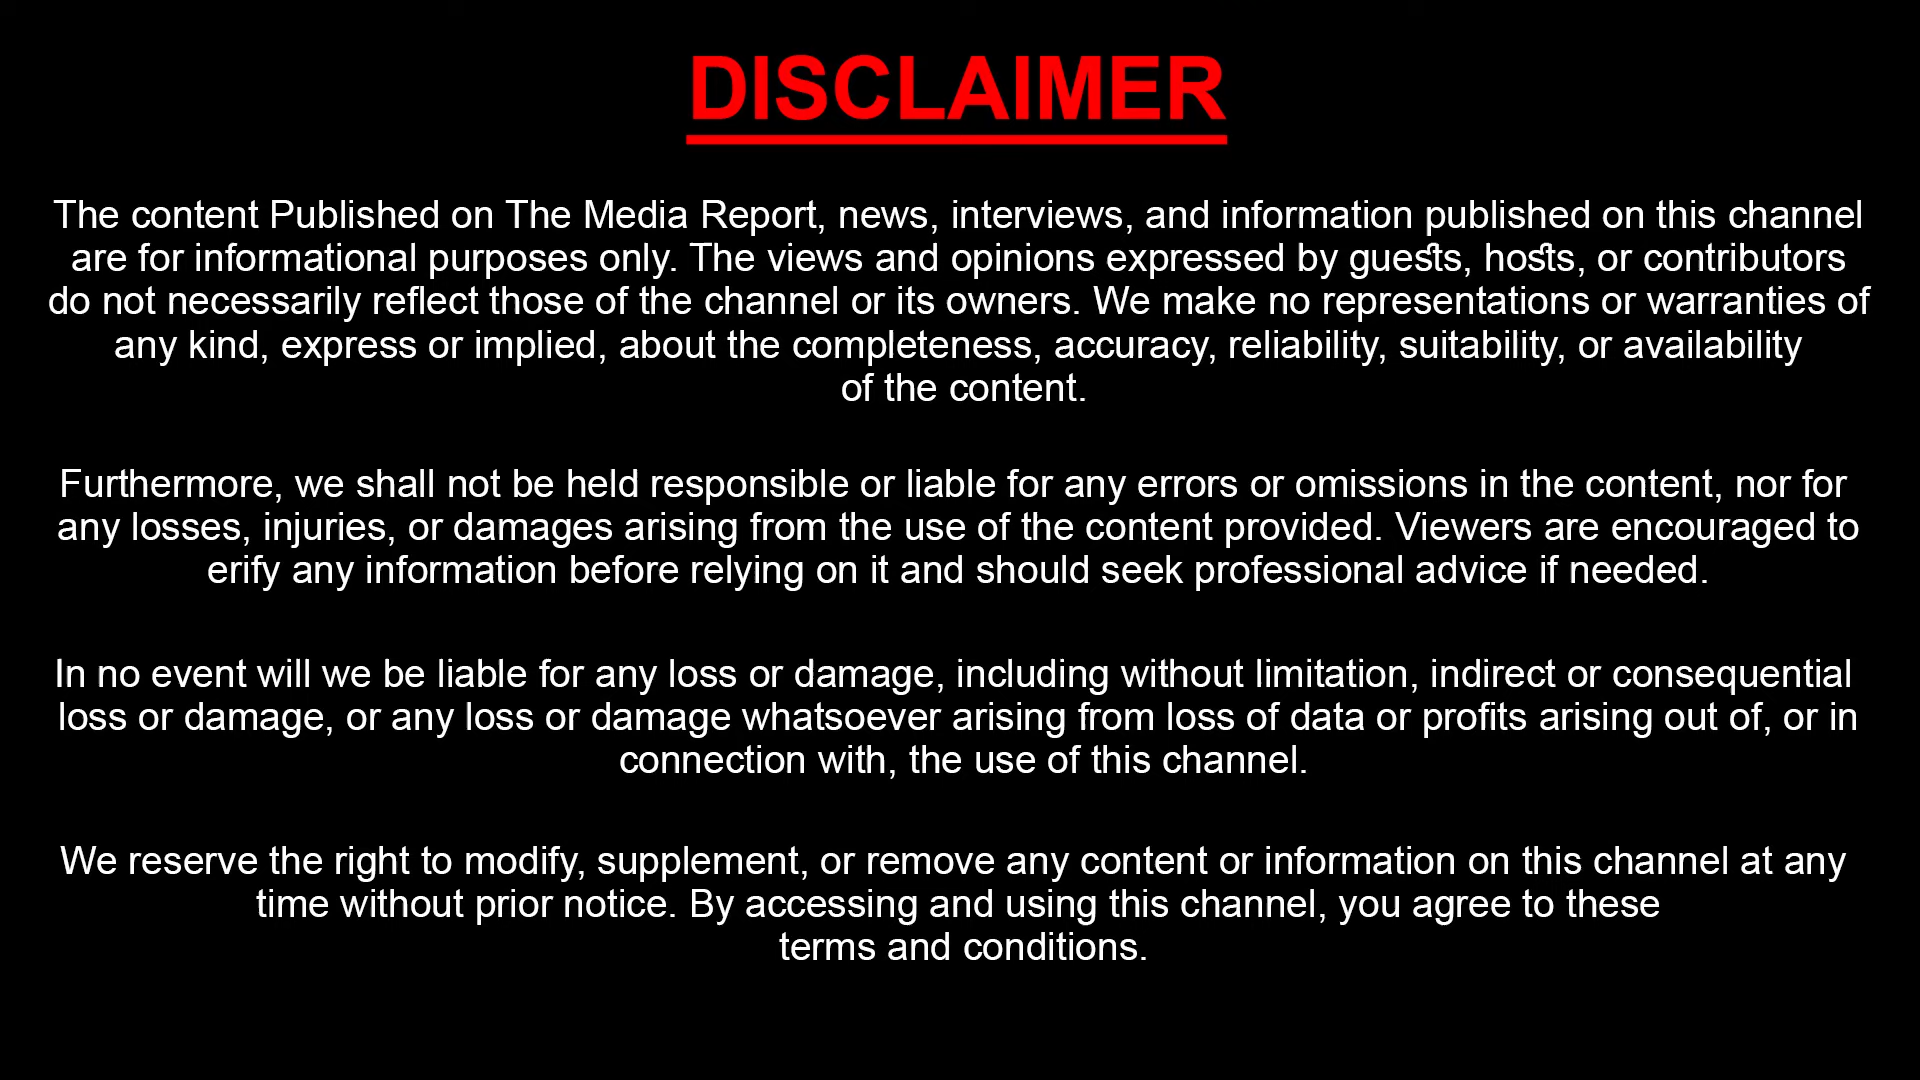 DISCLAIMER
The content Published on The Media Report, news, interviews, and information published on this channel
are for informational purposes only. The views and opinions expressed by guests, hosts, or contributors
do not necessarily reflect those of the channel or its owners. We make no representations or warranties of
any kind, express or implied, about the completeness, accuracy, reliability, suitability, or availability
of the content.
Furthermore, we shall not be held responsible or liable for any errors or omissions in the content, nor for
any losses, injuries, or damages arising from the use of the content provided. Viewers are encouraged to
erify any information before relying on it and should seek professional advice if needed.
In no event will we be liable for any loss or damage, including without limitation, indirect or consequential
loss or damage, or any loss or damage whatsoever arising from loss of data or profits arising out of, or in
connection with, the use of this channel.
We reserve the right to modify, supplement, or remove any content or information on this channel at any
time without prior notice. By accessing and using this channel, you agree to these
terms and conditions.